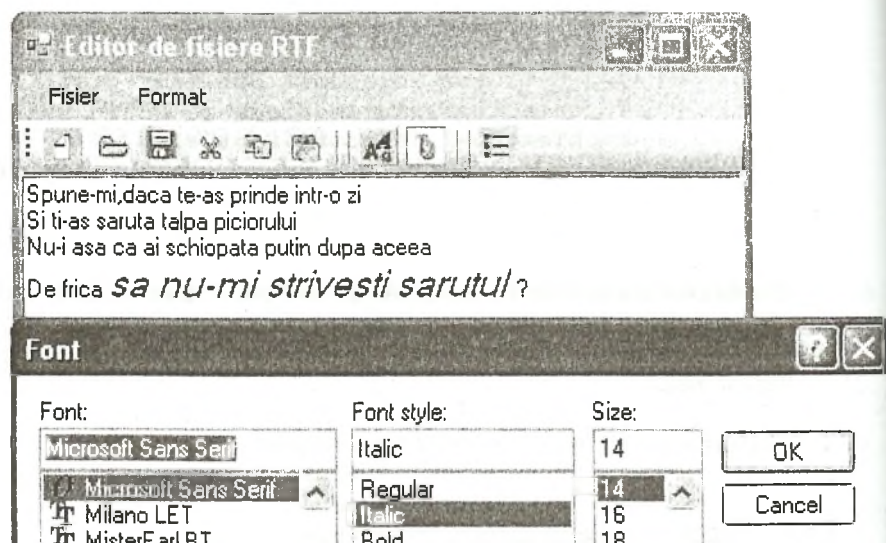 Editor de fisiere RTF
Fisier Format
Spune-mi,daca te-as prinde intr-o zi
Si ti-as saruta talpa piciorului
Nu-i asa ca ai schiopata putin dupa aceea
De frica sa nu-mi strivesti sarutul ?
Font
Font: Font style: Size:
Microsoft Sans Serif Italic 14 OK
Microsoft Sans Serif Regular 14
Milano LET Italic 16 Cancel
MisterEarl BT Bold 18